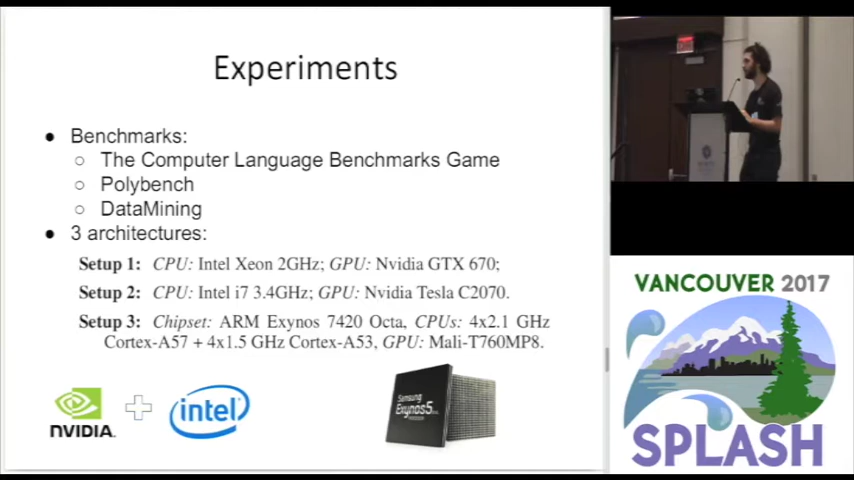 Experiments
● Benchmarks:
○ The Computer Language Benchmarks Game
○ Polybench
○ DataMining
● 3 architectures:
Setup 1: CPU: Intel Xeon 2GHz; GPU: Nvidia GTX 670;
Setup 2: CPU: Intel i7 3.4GHz; GPU: Nvidia Tesla C2070.
Setup 3: Chipset: ARM Exynos 7420 Octa, CPUs: 4x2.1 GHz
Cortex-A57 + 4x1.5 GHz Cortex-A53, GPU: Mali-T760MP8.
NVIDIA.
intel
Samsung
Exynos5
VANCOUVER 2017
SPLASH